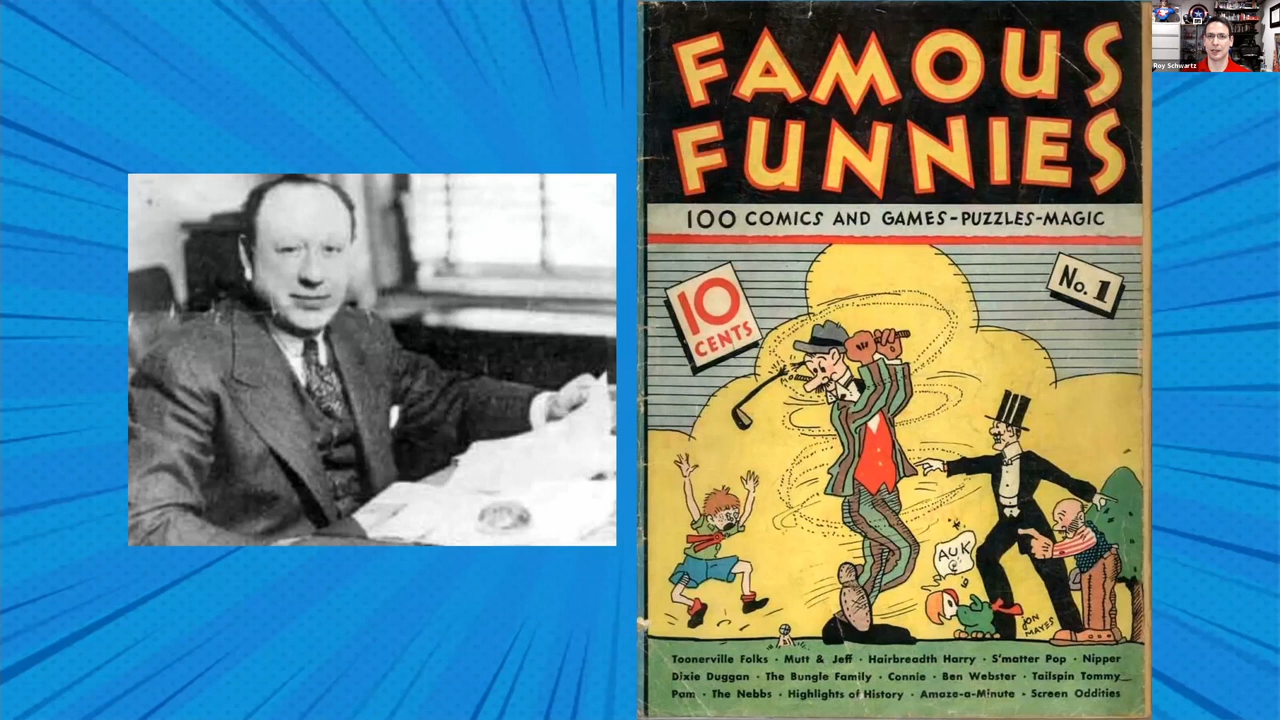 Roy Schwartz
FAMOUS
FUNNIES
100 COMICS AND GAMES-PUZZLES-MAGIC
10
CENTS
No. 1
AUK
JON
MAYES
Toonerville Folks · Mutt & Jeff · Hairbreadth Harry · S'matter Pop · Nipper
Dixie Duggan · The Bungle Family · Connie · Ben Webster · Tailspin Tommy
Pam · The Nebbs · Highlights of History · Amaze-a-Minute · Screen Oddities